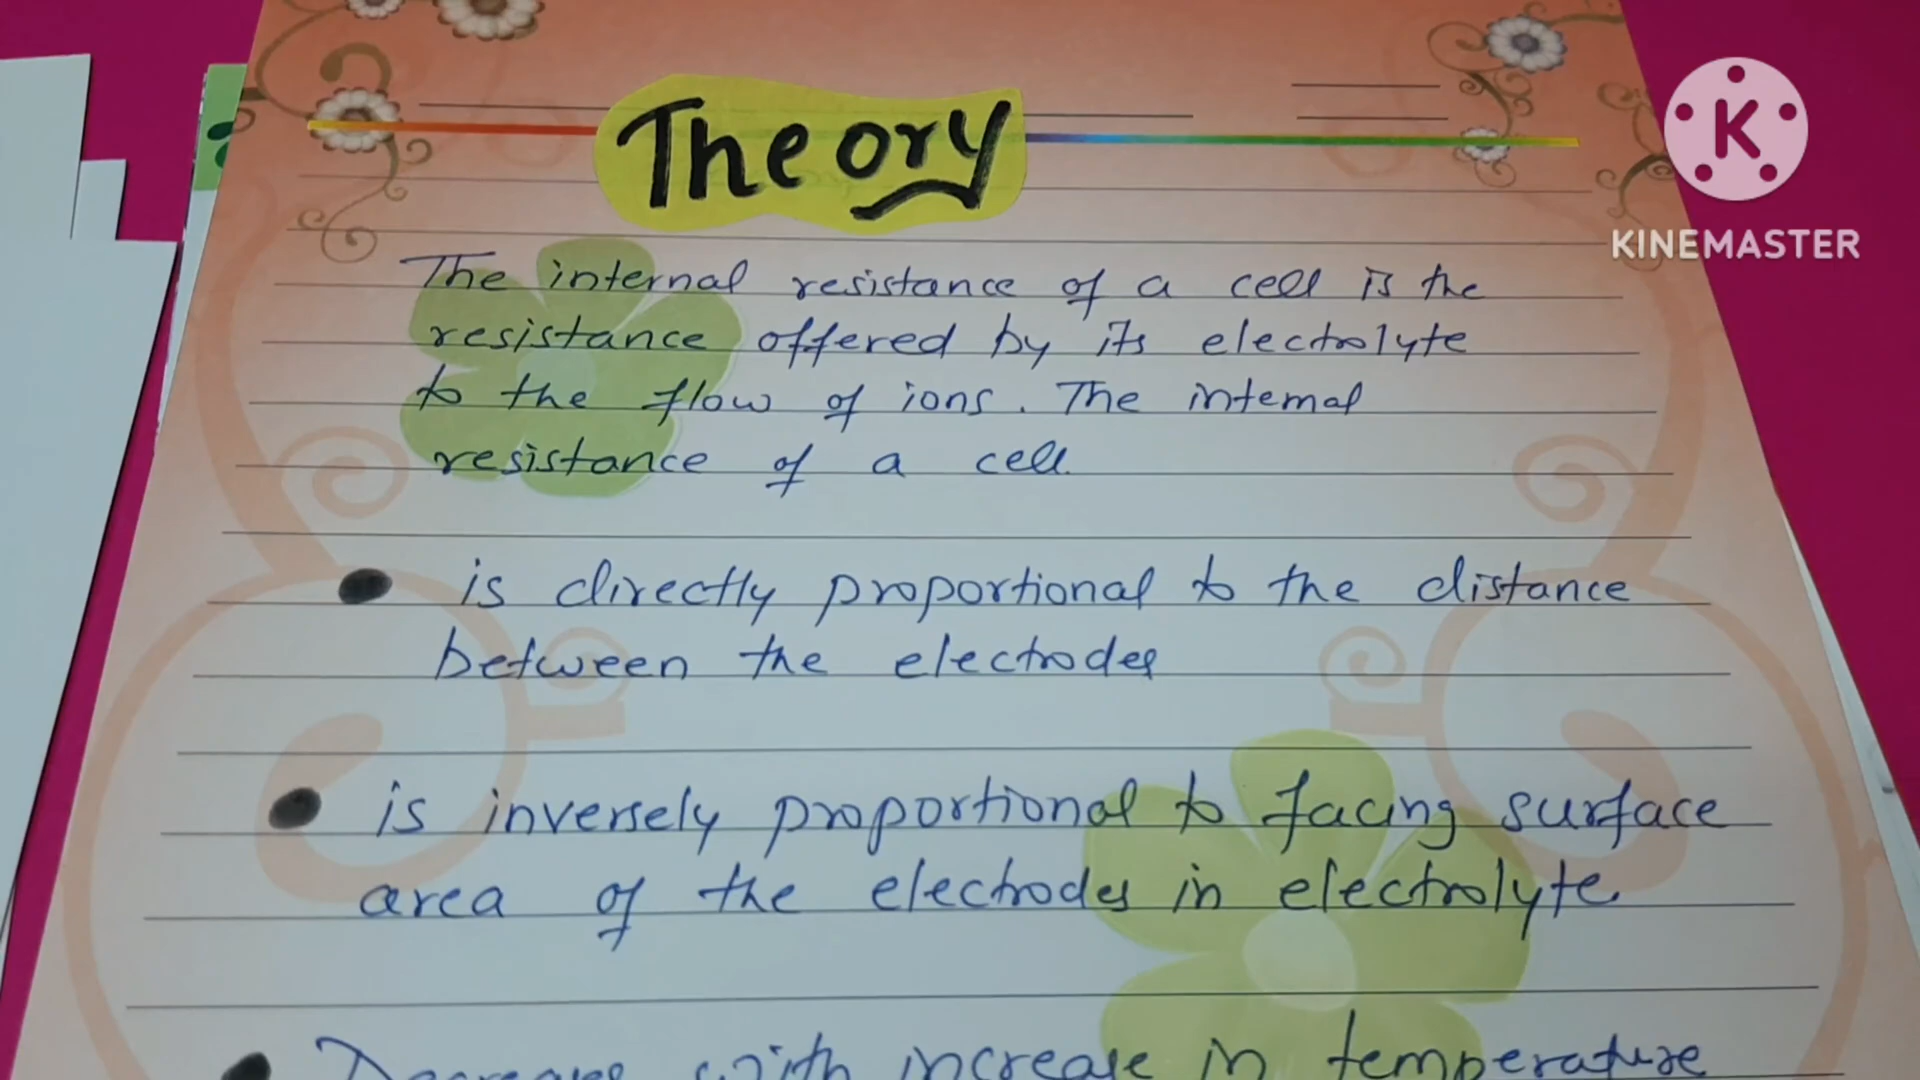 Theory
K
KINEMASTER
The internal resistance of a cell is the
resistance offered by its electrolyte
to the flow of ions. The internal
resistance of a cell.
is directly proportional to the distance
between the electrodes
is inversely proportional to facing surface
area of the electrodes in electrolyte
Decreases with increase in temperature